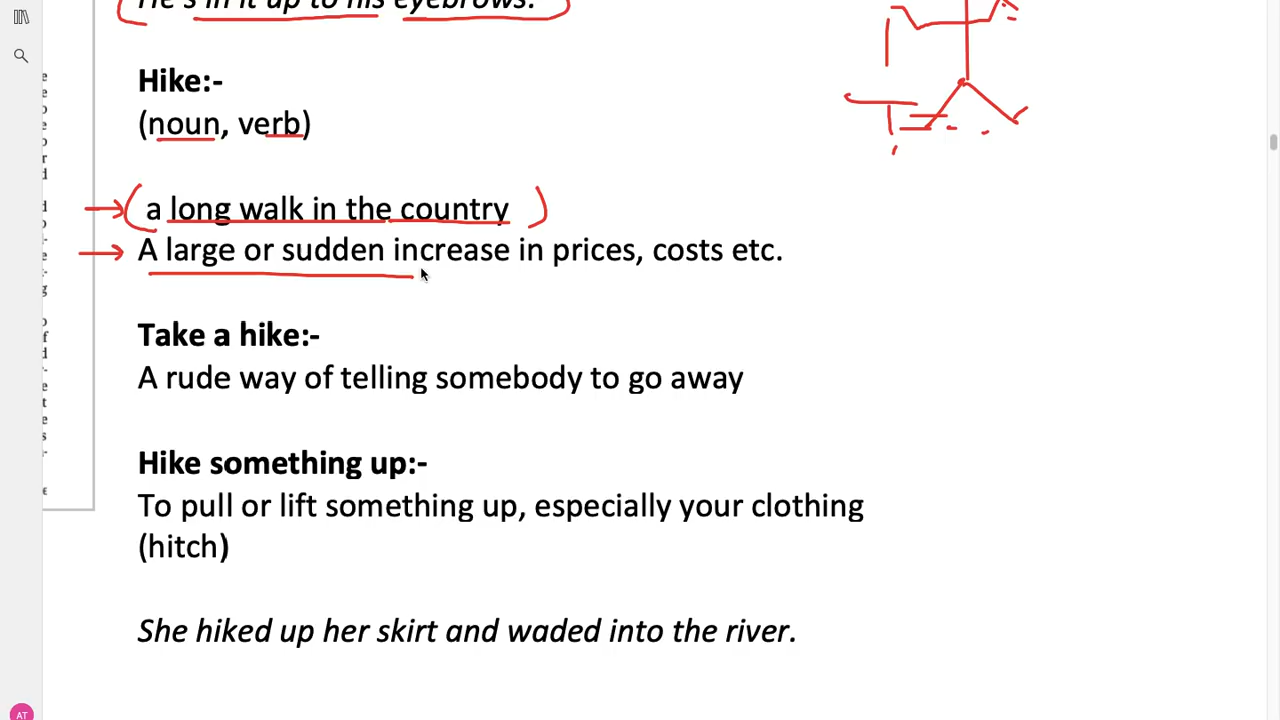 He's in it up to his eyebrows.
Hike:-
(noun, verb)
a long walk in the country
A large or sudden increase in prices, costs etc.
Take a hike:-
A rude way of telling somebody to go away
Hike something up:-
To pull or lift something up, especially your clothing
(hitch)
She hiked up her skirt and waded into the river.
AT